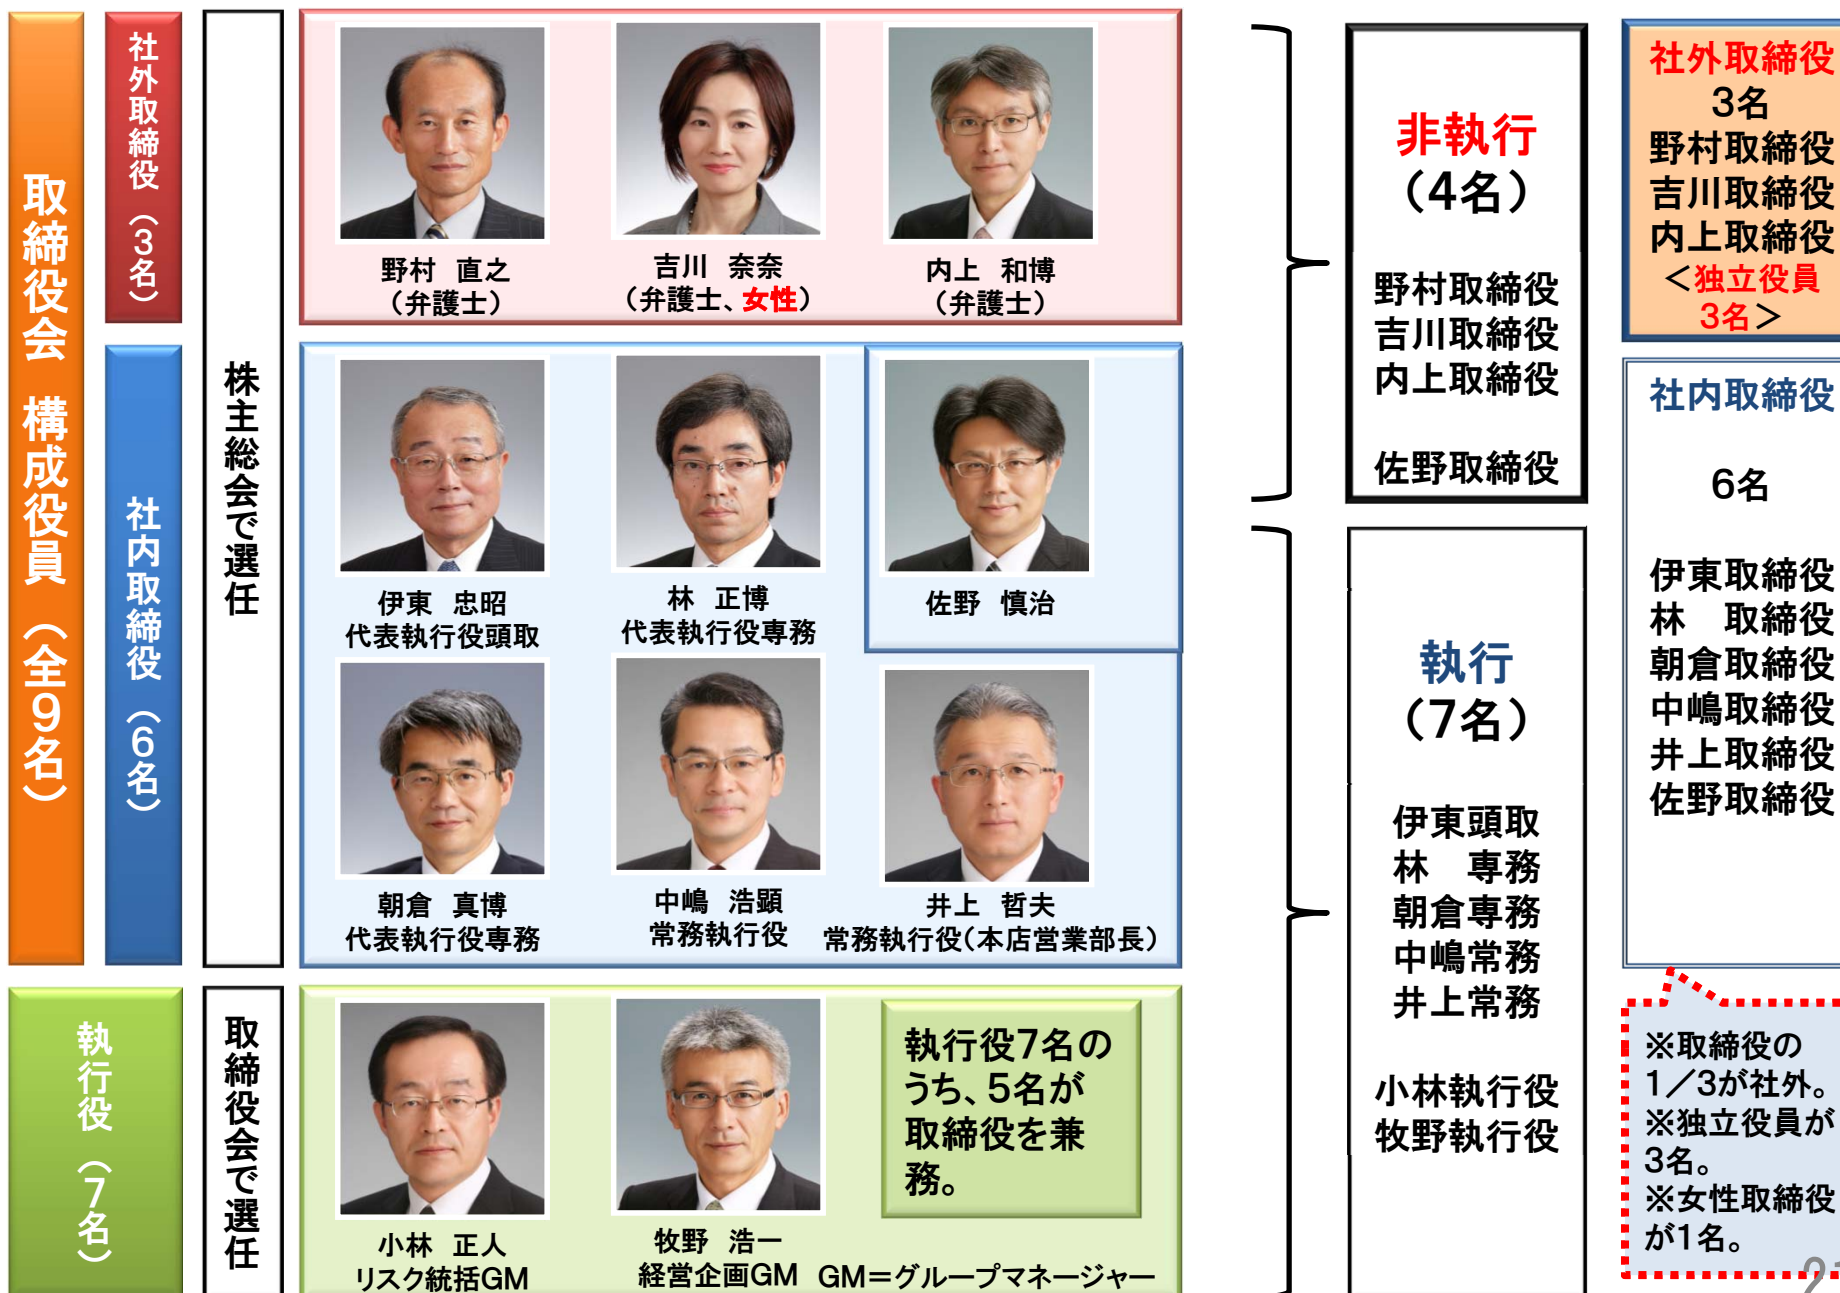 取締役会 構成役員 （全9名）
社外取締役 （3名）
社内取締役 （6名）
株主総会で選任
野村 直之
（弁護士）
吉川 奈奈
（弁護士、女性）
内上 和博
（弁護士）
伊東 忠昭
代表執行役頭取
林 正博
代表執行役専務
佐野 慎治
朝倉 真博
代表執行役専務
中嶋 浩顕
常務執行役
井上 哲夫
常務執行役（本店営業部長）
執行役 （7名）
取締役会で選任
小林 正人
リスク統括GM
牧野 浩一
経営企画GM
執行役7名の
うち、5名が
取締役を兼
務。
GM＝グループマネージャー
非執行
（4名）
野村取締役
吉川取締役
内上取締役
佐野取締役
執行
（7名）
伊東頭取
林 専務
朝倉専務
中嶋常務
井上常務
小林執行役
牧野執行役
社外取締役
3名
野村取締役
吉川取締役
内上取締役
＜独立役員
3名＞
社内取締役
6名
伊東取締役
林 取締役
朝倉取締役
中嶋取締役
井上取締役
佐野取締役
※取締役の
1／3が社外。
※独立役員が
3名。
※女性取締役
が1名。